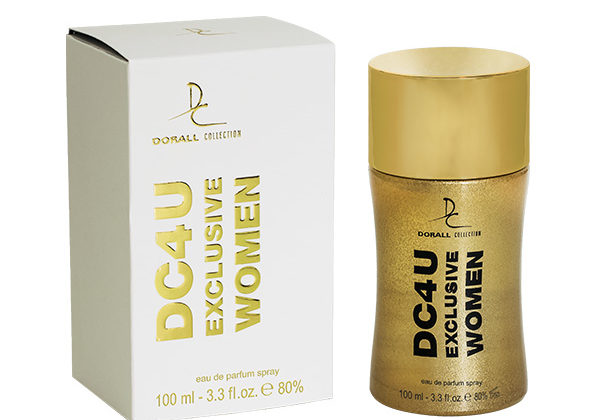 DC
DORALL COLLECTION
DC4U
EXCLUSIVE
WOMEN
eau de parfum spray
100 ml - 3.3 fl.oz. ℮ 80%
DC
DORALL COLLECTION
DC4U
EXCLUSIVE
WOMEN
eau de parfum spray
100 ml - 3.3 fl.oz. ℮ 80%